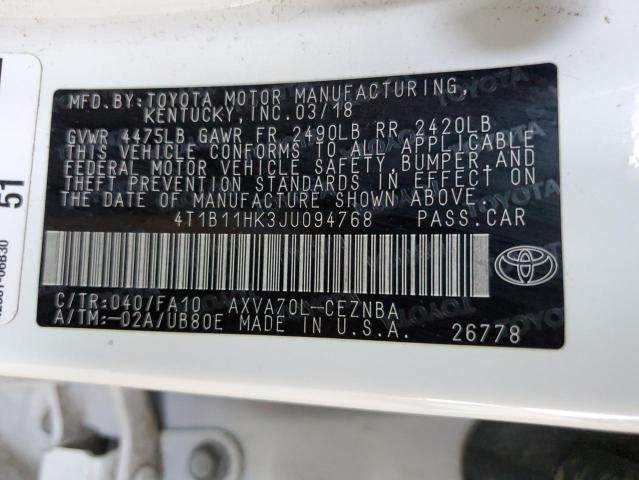 MFD.BY:TOYOTA MOTOR MANUFACTURING,
KENTUCKY, INC.03/18
GVWR 4475LB GAWR FR 2490LB RR 2420LB
THIS VEHICLE CONFORMS TO ALL APPLICABLE
FEDERAL MOTOR VEHICLE SAFETY, BUMPER,AND
THEFT PREVENTION STANDARDS IN EFFECT ON
THE DATE OF MANUFACTURE SHOWN ABOVE.
4T1B11HK3JU094768 PASS.CAR
C/TR:040/FA10 AXVA70L-CEZNBA
A/TM:-02A/UB80E MADE IN U.S.A. 26778
TOYOTA
51